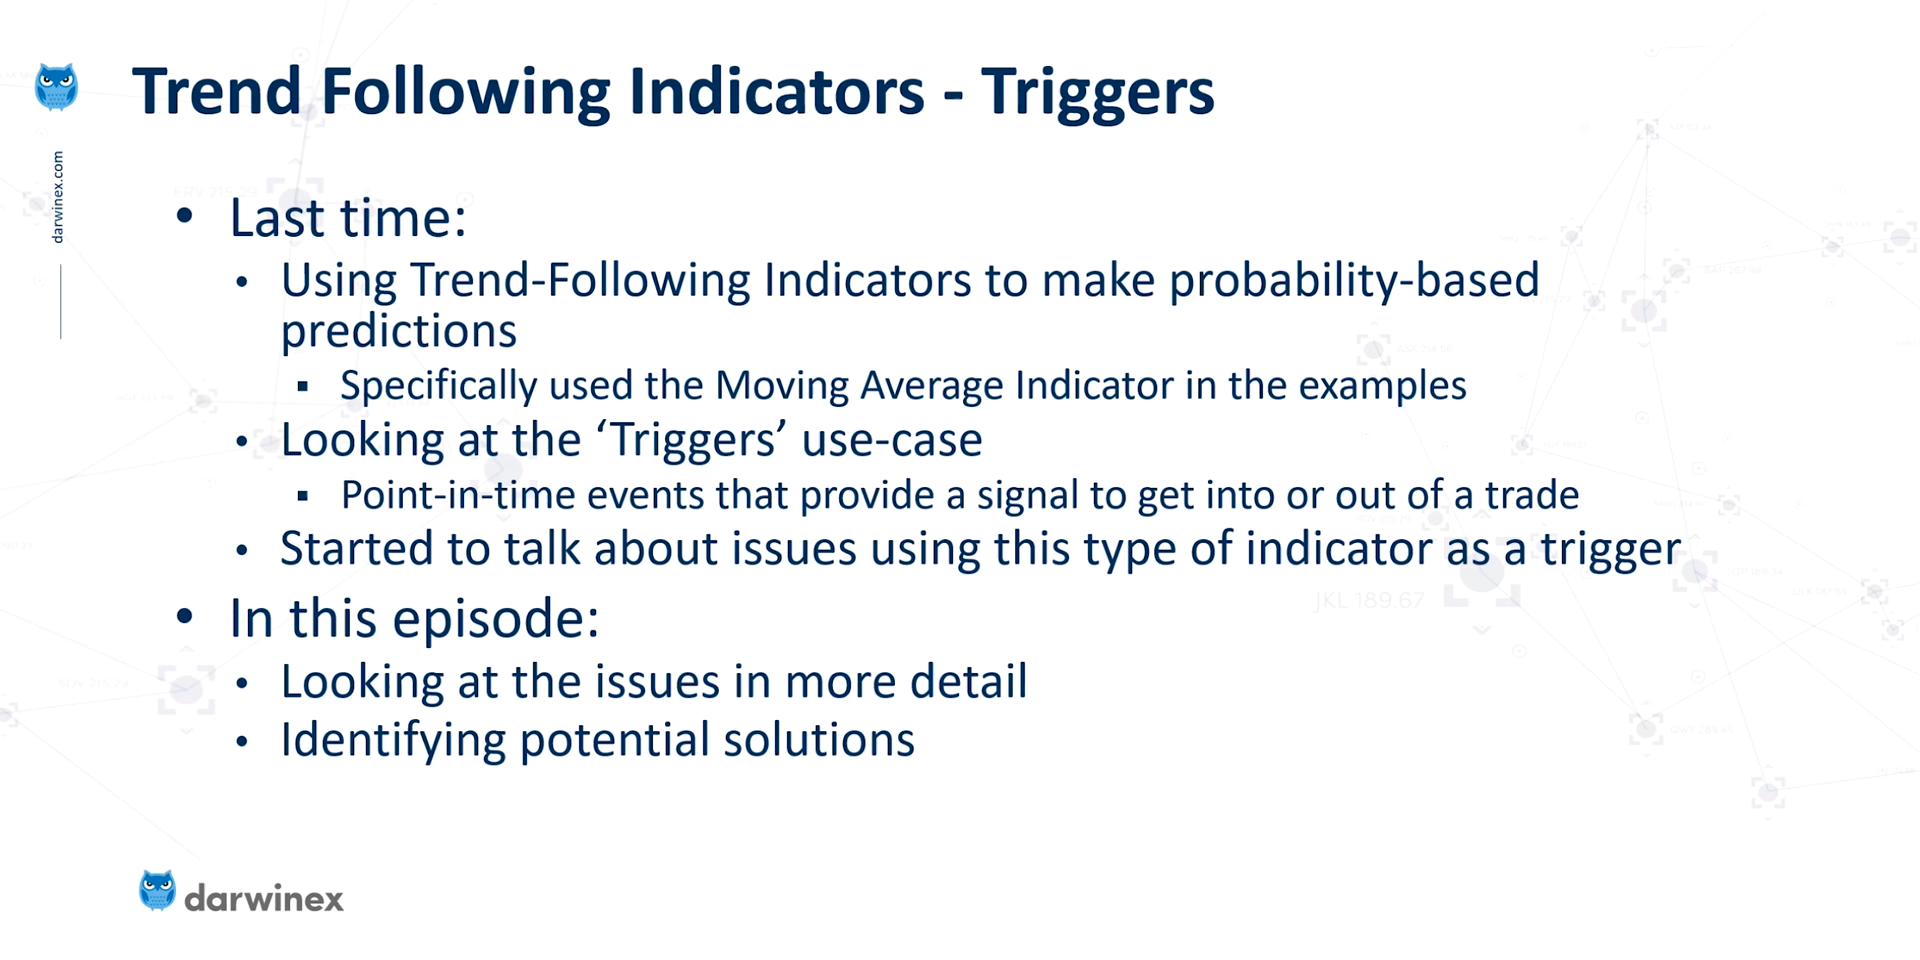 Trend Following Indicators - Triggers
darwinex.com
• Last time:
• Using Trend-Following Indicators to make probability-based
predictions
▪ Specifically used the Moving Average Indicator in the examples
• Looking at the ‘Triggers’ use-case
▪ Point-in-time events that provide a signal to get into or out of a trade
• Started to talk about issues using this type of indicator as a trigger
JKL 189.67
• In this episode:
• Looking at the issues in more detail
• Identifying potential solutions
darwinex